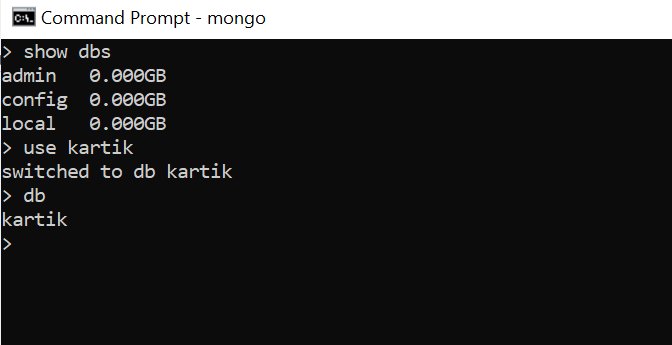 Command Prompt - mongo
> show dbs
admin   0.000GB
config  0.000GB
local   0.000GB
> use kartik
switched to db kartik
> db
kartik
>